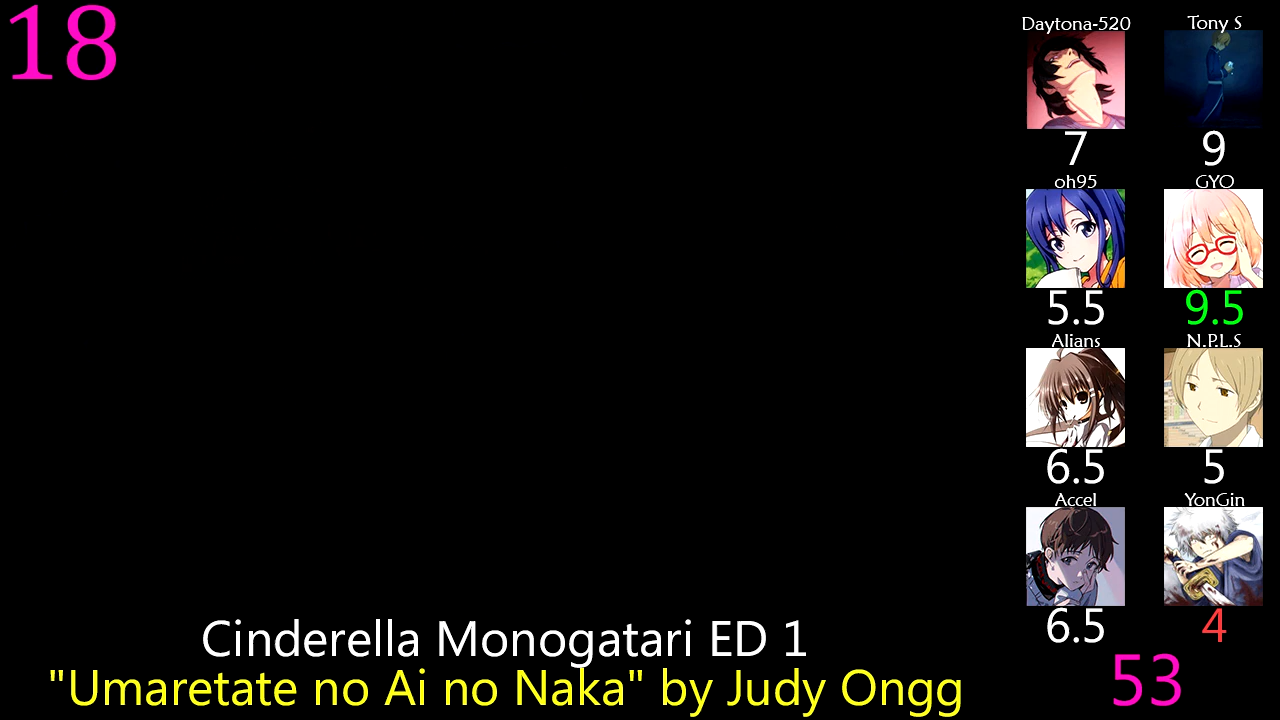 18
Daytona-520
Tony S
7
9
oh95
GYO
5.5
9.5
Alians
N.P.L.S
6.5
5
Accel
YonGin
6.5
4
Cinderella Monogatari ED 1
"Umaretate no Ai no Naka" by Judy Ongg
53